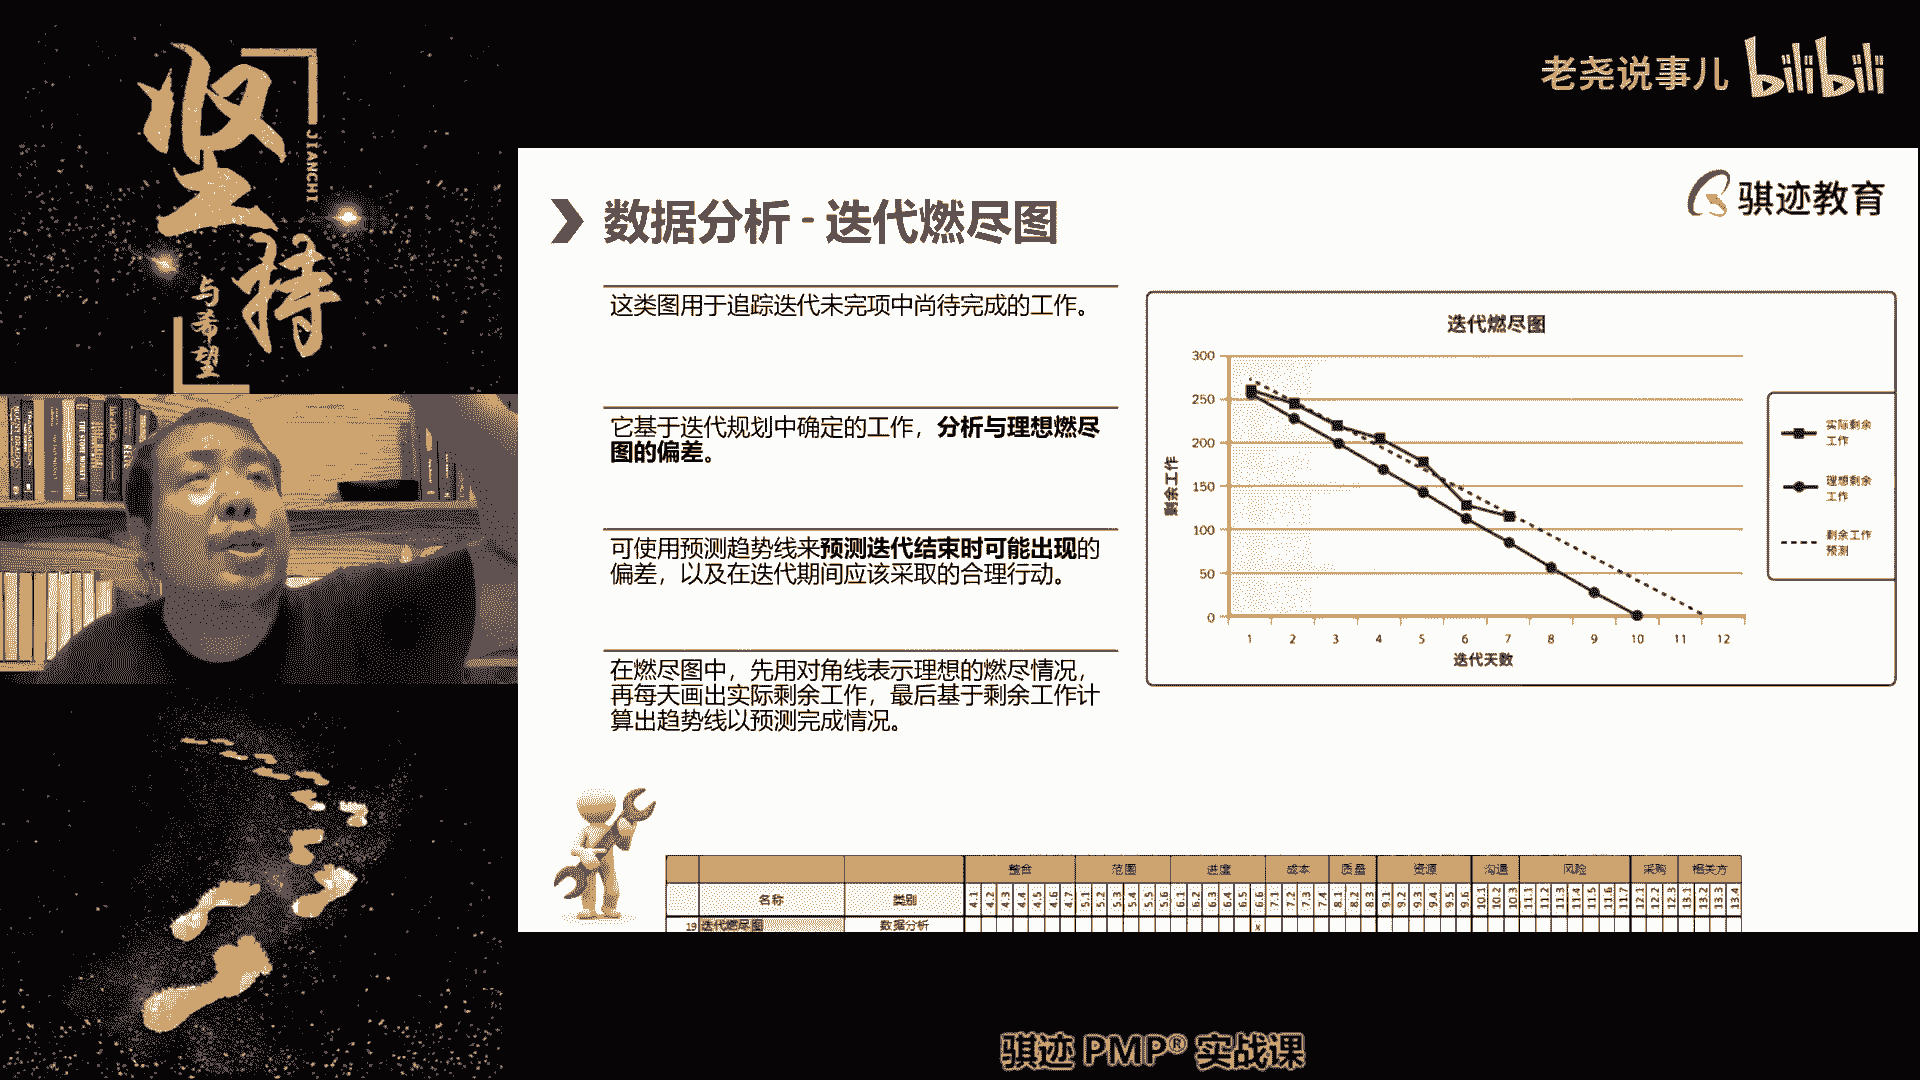 坚持
JIANCHI
与希望
老尧说事儿 bilibili
骐迹教育
数据分析 - 迭代燃尽图
这类图用于追踪迭代未完项中尚待完成的工作。
它基于迭代规划中确定的工作，分析与理想燃尽
图的偏差。
可使用预测趋势线来预测迭代结束时可能出现的
偏差，以及在迭代期间应该采取的合理行动。
在燃尽图中，先用对角线表示理想的燃尽情况，
再每天画出实际剩余工作，最后基于剩余工作计
算出趋势线以预测完成情况。
迭代燃尽图
300
250
200
150
100
50
0
剩余工作
1 2 3 4 5 6 7 8 9 10 11 12
迭代天数
实际剩余
工作
理想剩余
工作
剩余工作
预测
整合 范围 进度 成本 质量 资源 沟通 风险 采购 相关方
名称 类别 4.1 4.2 4.3 4.4 4.5 4.6 4.7 5.1 5.2 5.3 5.4 5.5 5.6 6.1 6.2 6.3 6.4 6.5 6.6 7.1 7.2 7.3 7.4 8.1 8.2 8.3 9.1 9.2 9.3 9.4 9.5 9.6 10.1 10.2 10.3 11.1 11.2 11.3 11.4 11.5 11.6 11.7 12.1 12.2 12.3 13.1 13.2 13.3 13.4
19 迭代燃尽图 数据分析 x
骐迹 PMP® 实战课